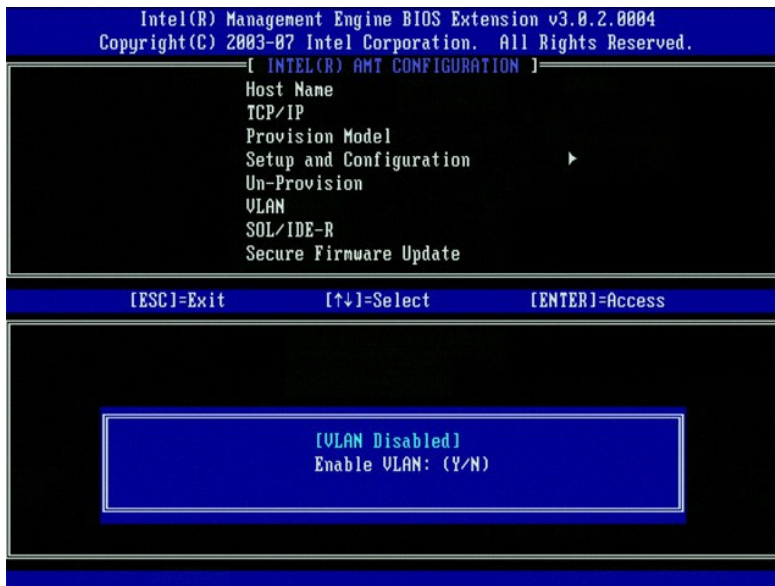 Intel(R) Management Engine BIOS Extension v3.0.2.0004
Copyright(C) 2003-07 Intel Corporation. All Rights Reserved.
[ INTEL(R) AMT CONFIGURATION ]
Host Name
TCP/IP
Provision Model
Setup and Configuration
Un-Provision
VLAN
SOL/IDE-R
Secure Firmware Update
[ESC]=Exit [↑↓]=Select [ENTER]=Access
[VLAN Disabled]
Enable VLAN: (Y/N)